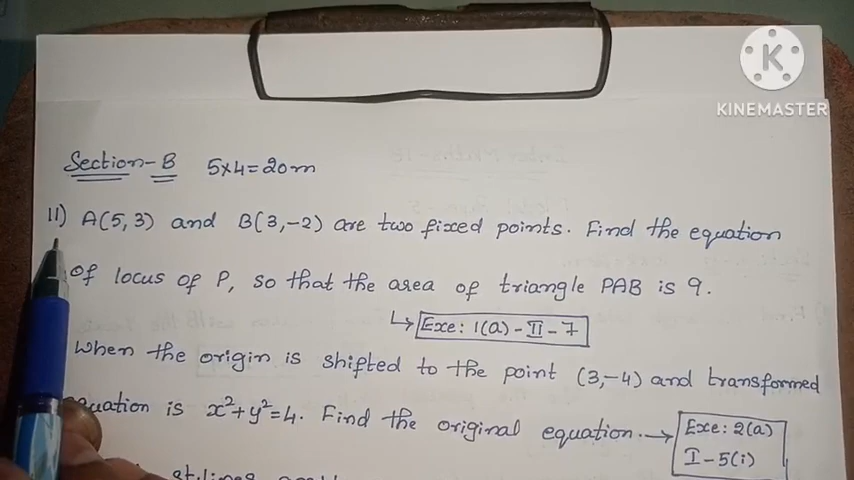 KINEMASTER
Section-B 5x4=20m
11) A(5,3) and B(3,-2) are two fixed points. Find the equation
of locus of P, so that the area of triangle PAB is 9.
↳ Exe: 1(a)-II-7
When the origin is shifted to the point (3,-4) and transformed
equation is x²+y²=4. Find the original equation. → Exe: 2(a)
I-5(i)